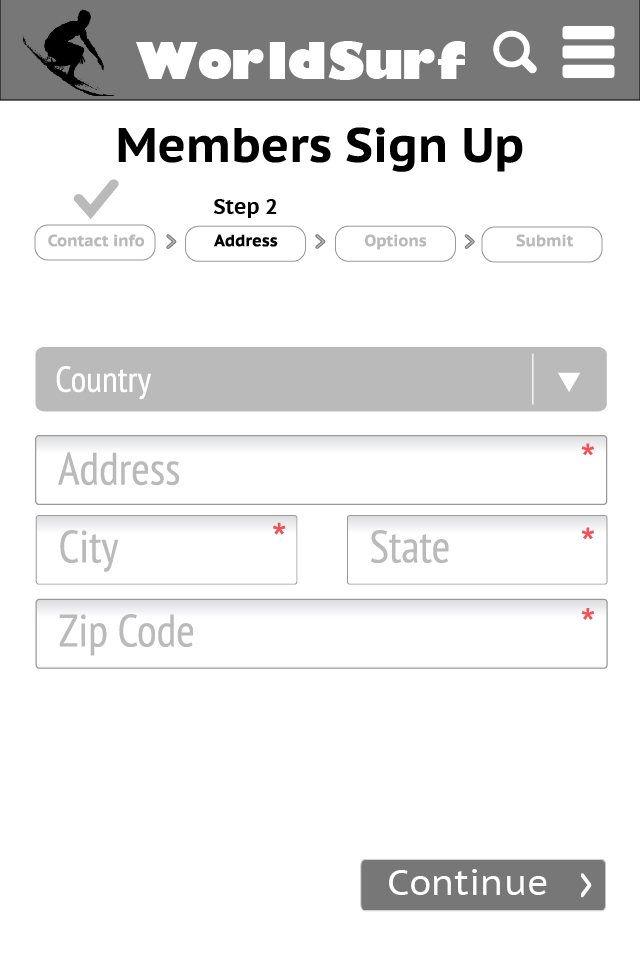 WorldSurf
Members Sign Up
Step 2
Contact info > Address > Options > Submit
Country
Address *
City * State *
Zip Code *
Continue >